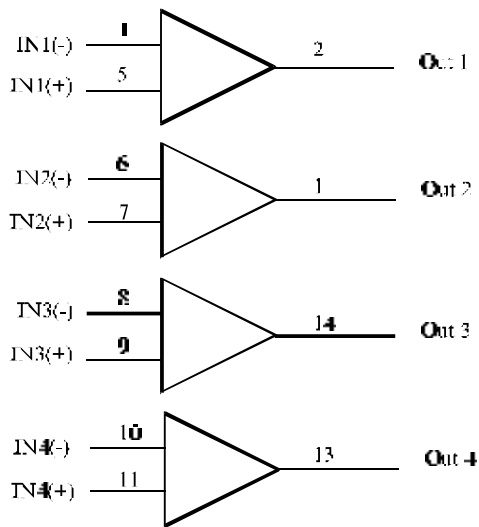 IN1(-)
IN1(+) 5
2 Out 1
IN2(-) 6
IN2(+) 7
1 Out 2
IN3(-) 8
IN3(+) 9
14 Out 3
IN4(-) 10
IN4(+) 11
13 Out 4